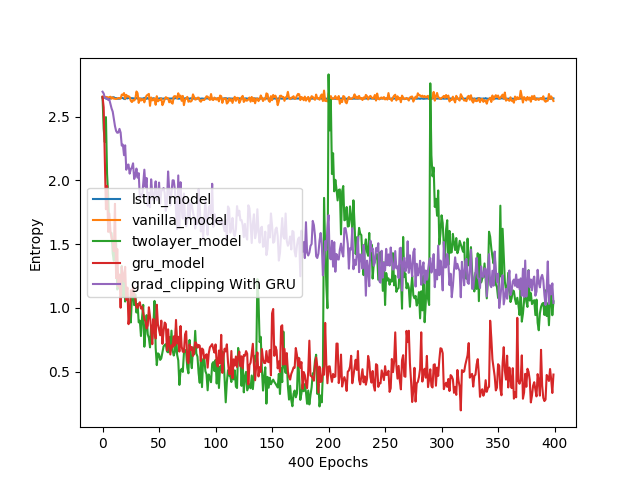 Entropy
2.5
2.0
1.5
1.0
0.5
lstm_model
vanilla_model
twolayer_model
gru_model
grad_clipping With GRU
0 50 100 150 200 250 300 350 400
400 Epochs